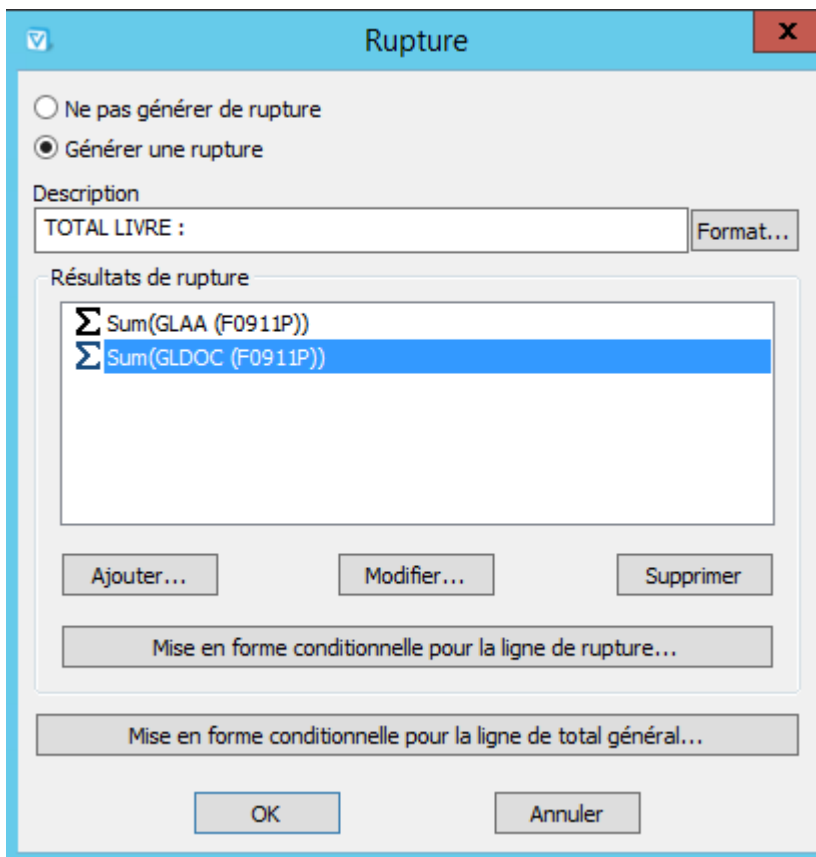 Rupture
x
Ne pas générer de rupture
Générer une rupture
Description
TOTAL LIVRE :
Format...
Résultats de rupture
Σ Sum(GLAA (F0911P))
Σ Sum(GLDOC (F0911P))
Ajouter... Modifier... Supprimer
Mise en forme conditionnelle pour la ligne de rupture...
Mise en forme conditionnelle pour la ligne de total général...
OK Annuler